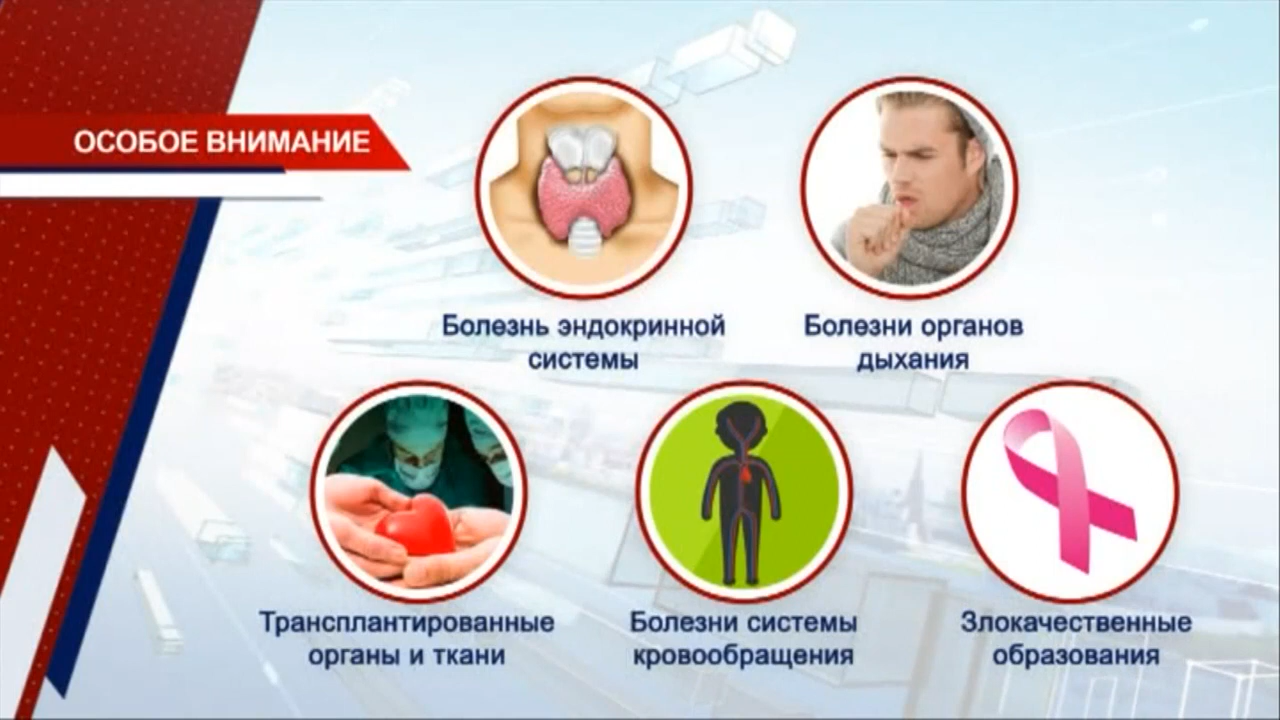 ОСОБОЕ ВНИМАНИЕ
Болезнь эндокринной
системы
Болезни органов
дыхания
Трансплантированные
органы и ткани
Болезни системы
кровообращения
Злокачественные
образования